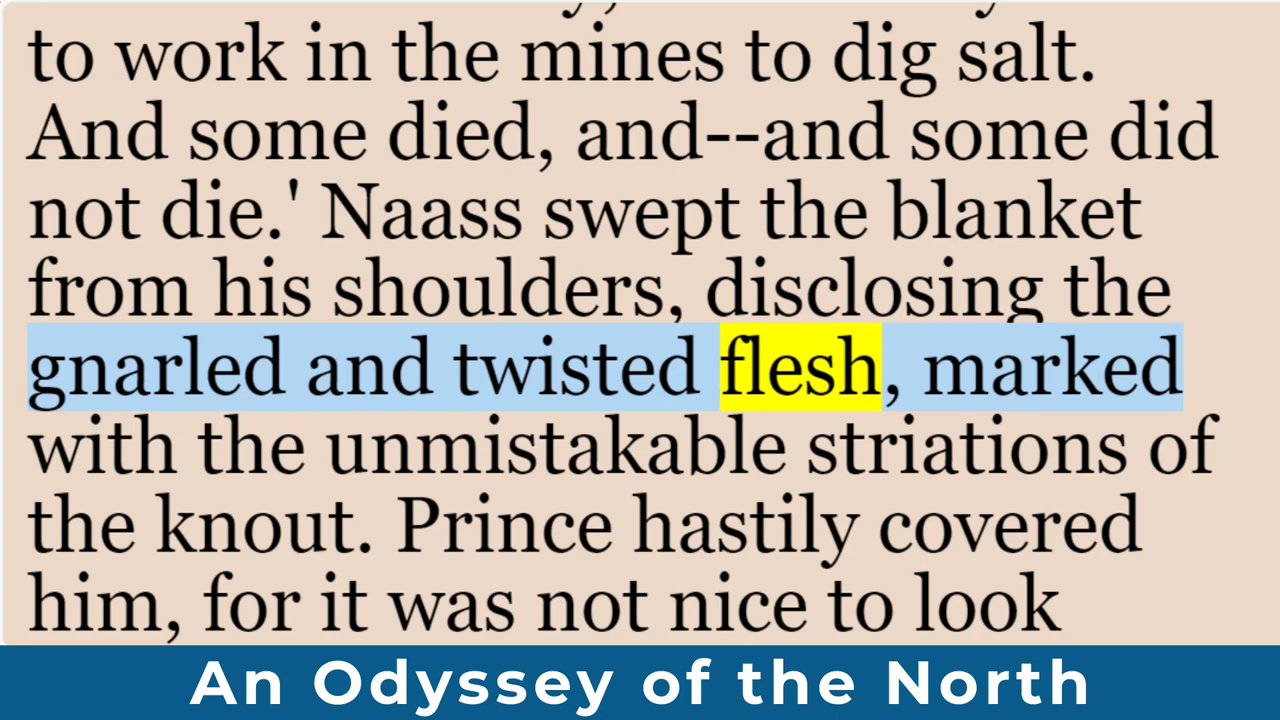 to work in the mines to dig salt.
And some died, and--and some did
not die.' Naass swept the blanket
from his shoulders, disclosing the
gnarled and twisted flesh, marked
with the unmistakable striations of
the knout. Prince hastily covered
him, for it was not nice to look
An Odyssey of the North